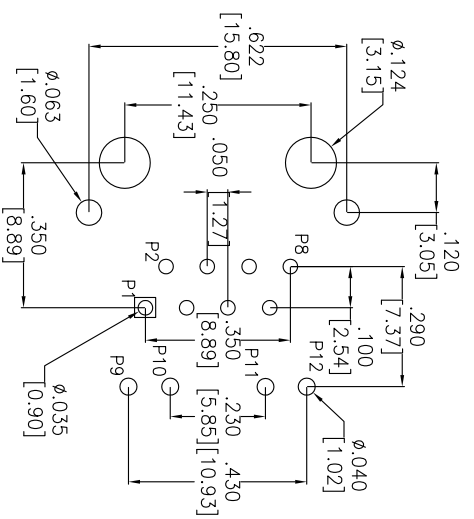 .622
[15.80]
ø.124
[3.15]
.250
[11.43]
.050
1.27
ø.063
[1.60]
.350
[8.89]
.120
[3.05]
P2
P8
.290
[7.37]
.100
[2.54]
P1
.350
[8.89]
P12
P11
P10
P9
.230
[5.85]
.430
[10.93]
ø.040
[1.02]
ø.035
[0.90]